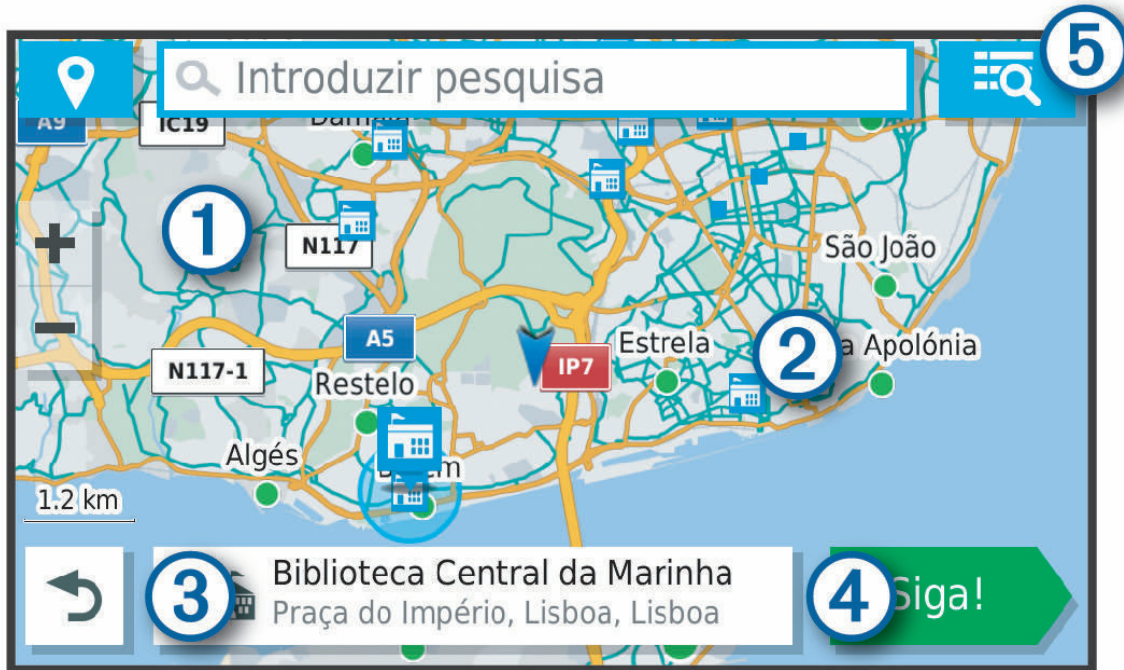 5
Introduzir pesquisa
A9
IC19
1
N117
São João
A5
Estrela
2
a Apolónia
N117-1
IP7
Restelo
Algés
1.2 km
3
Biblioteca Central da Marinha
Praça do Império, Lisboa, Lisboa
4
Siga!